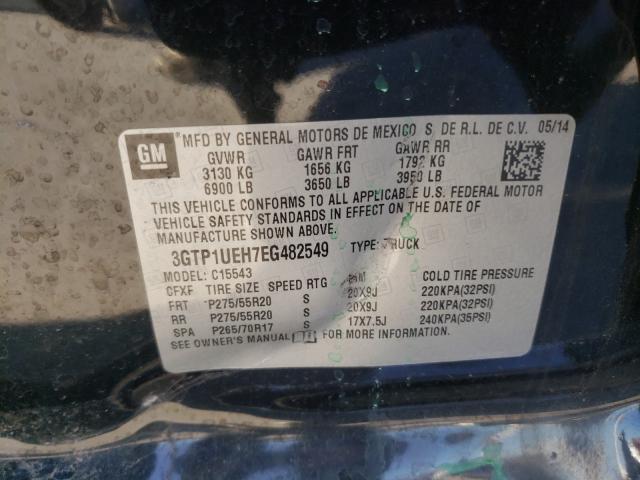 GM
MFD BY GENERAL MOTORS DE MEXICO S. DE R.L. DE C.V. 05/14
GVWR GAWR FRT GAWR RR
3130 KG 1656 KG 1792 KG
6900 LB 3650 LB 3950 LB
THIS VEHICLE CONFORMS TO ALL APPLICABLE U.S. FEDERAL MOTOR
VEHICLE SAFETY STANDARDS IN EFFECT ON THE DATE OF
MANUFACTURE SHOWN ABOVE.
3GTP1UEH7EG482549 TYPE: TRUCK
MODEL: C15543
CFXF TIRE SIZE SPEED RTG RIM COLD TIRE PRESSURE
FRT P275/55R20 S 20X9J 220KPA(32PSI)
RR P275/55R20 S 20X9J 220KPA(32PSI)
SPA P265/70R17 S 17X7.5J 240KPA(35PSI)
SEE OWNER'S MANUAL FOR MORE INFORMATION.